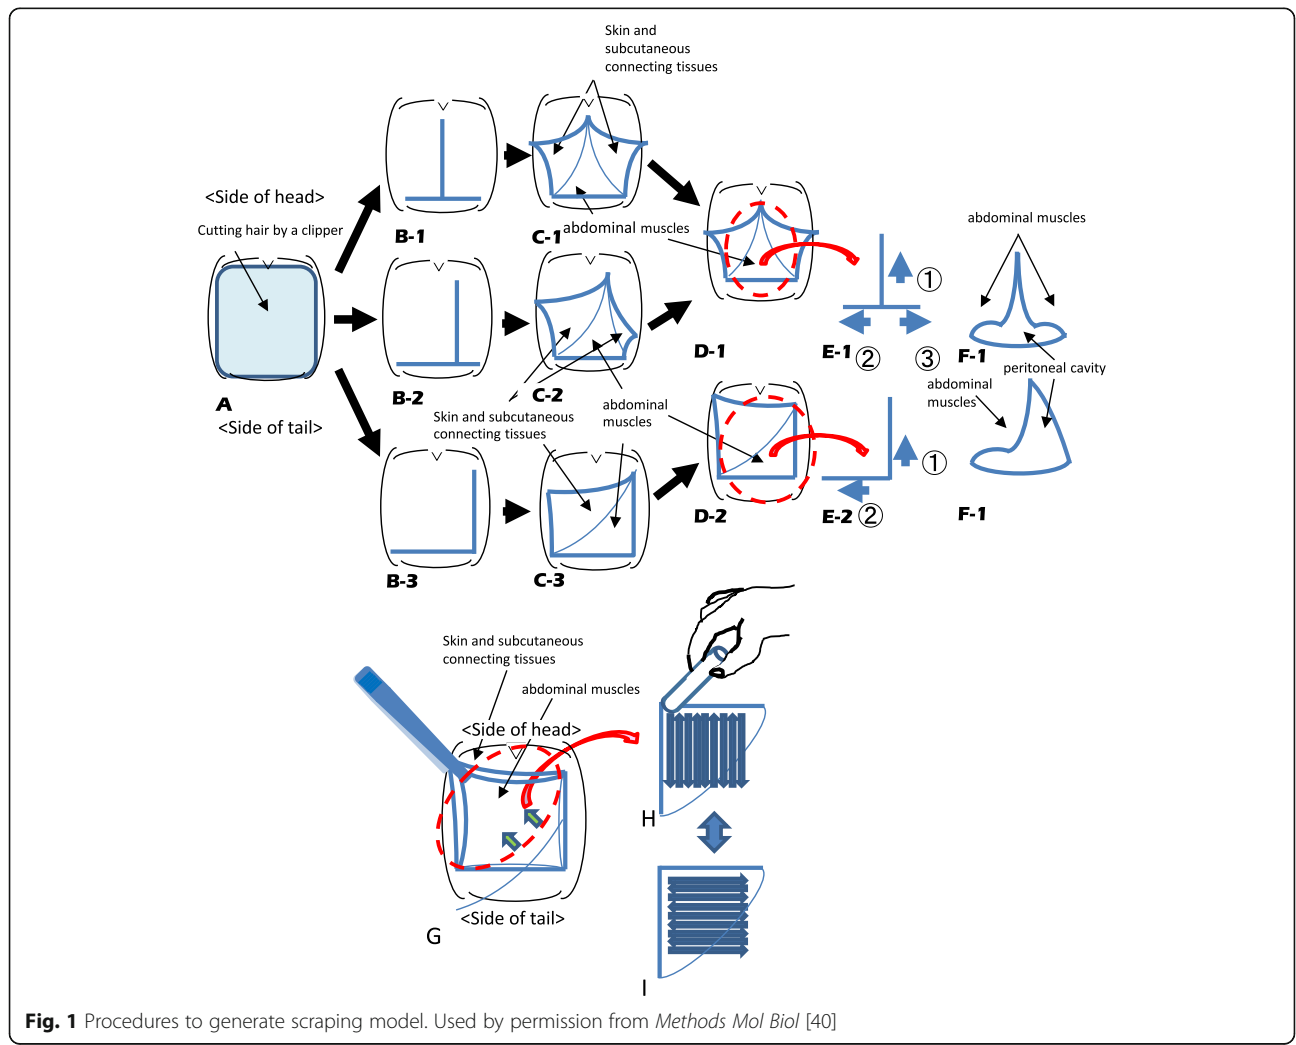 Skin and
subcutaneous
connecting tissues
<Side of head>
Cutting hair by a clipper
B-1
C-1
abdominal muscles
abdominal muscles
①
D-1
E-1
②
③
F-1
peritoneal cavity
A
<Side of tail>
B-2
C-2
Skin and subcutaneous
connecting tissues
abdominal
muscles
abdominal
muscles
①
D-2
E-2
②
F-1
B-3
C-3
Skin and subcutaneous
connecting tissues
abdominal muscles
<Side of head>
H
G
<Side of tail>
I
Fig. 1 Procedures to generate scraping model. Used by permission from Methods Mol Biol [40]